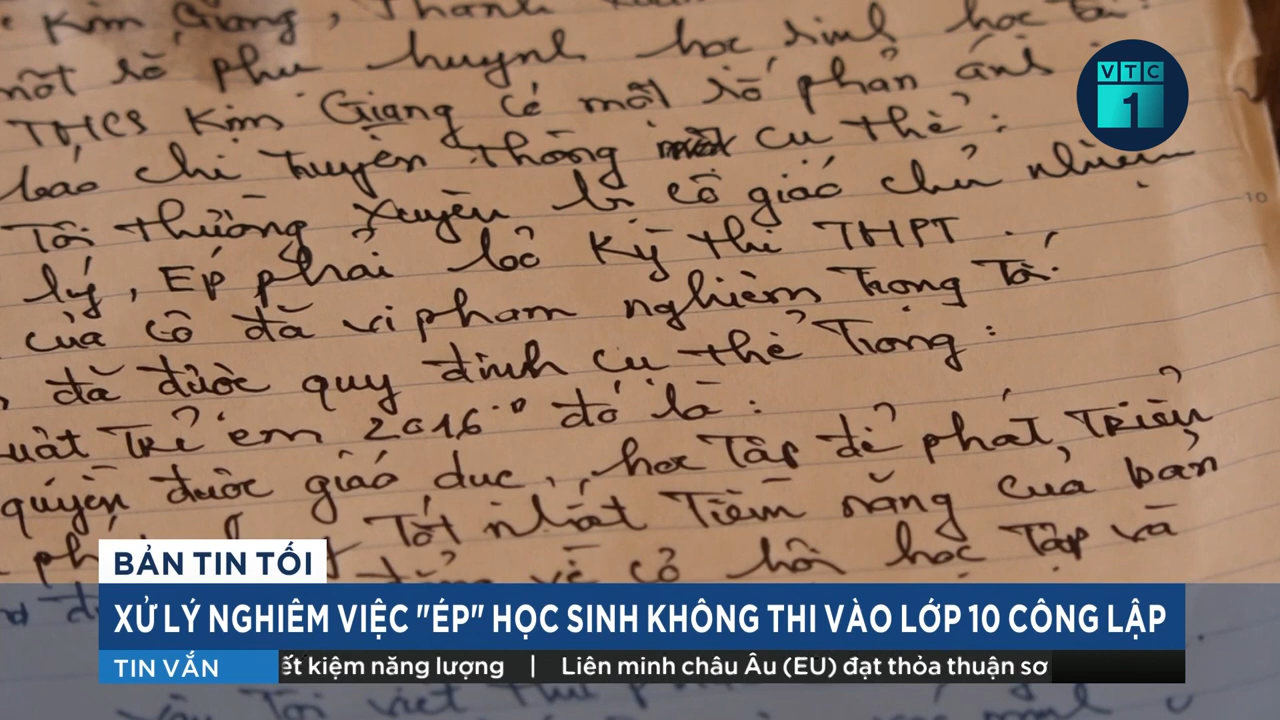 Kim Giang, Thanh
một số phụ huynh học sinh học tại
THCS Kim Giang có một số phản ánh
báo chí truyền thông cụ thể:
Tôi thường xuyên bị cô giáo chủ nhiệm
lý, Ép phải bỏ Kỳ thi THPT.
của cô đã vi phạm nghiêm trọng Tớ
đã được quy định cụ thể Trong:
uật Trẻ em 2016 đó là:
quyền được giáo dục, học Tập để phát Triển
Tốt nhất Tiềm năng của bản
về cơ hội học Tập và
VTC
1
10
BẢN TIN TỐI
XỬ LÝ NGHIÊM VIỆC "ÉP" HỌC SINH KHÔNG THI VÀO LỚP 10 CÔNG LẬP
TIN VẮN
ết kiệm năng lượng | Liên minh châu Âu (EU) đạt thỏa thuận sơ